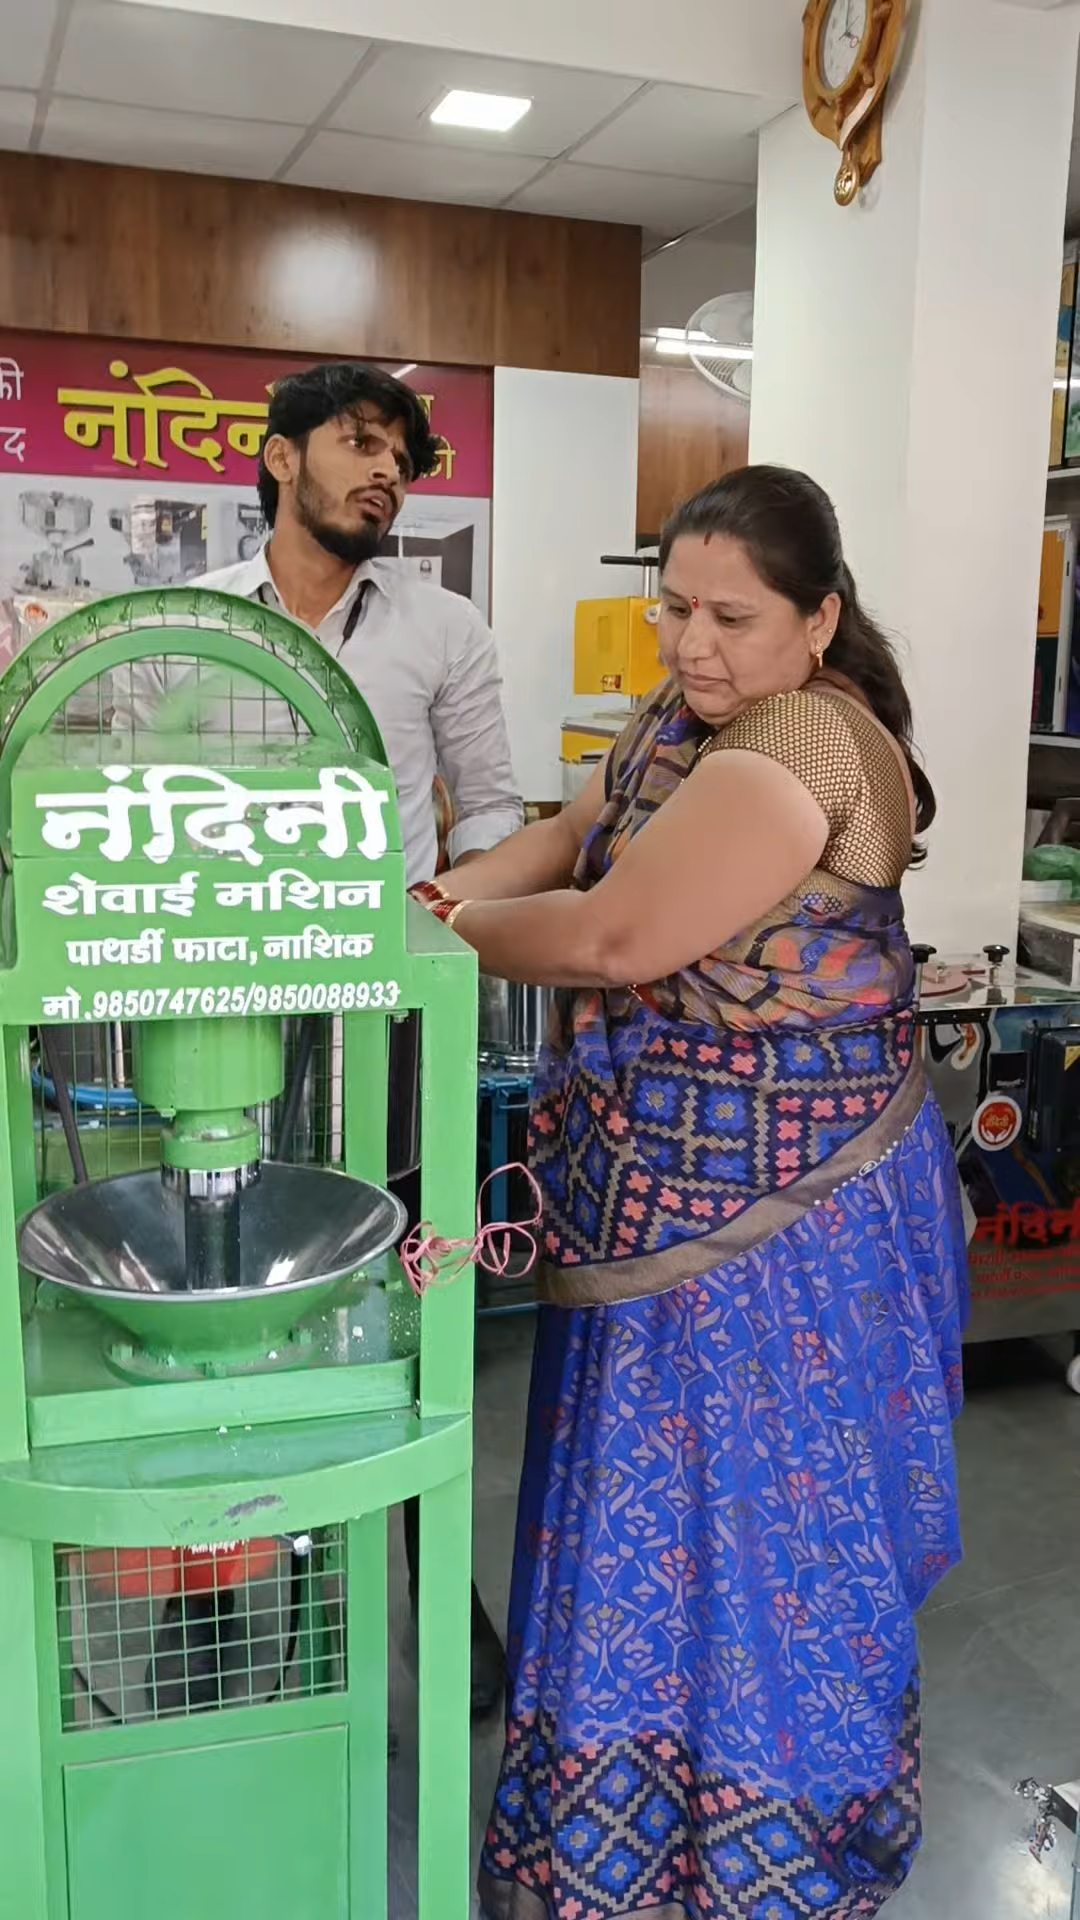 की
द
नंदिनी
नंदिनी
शेवाई मशिन
पाथर्डी फाटा, नाशिक
मो.9850747625/9850088933
नंदिनी
नंदिनी